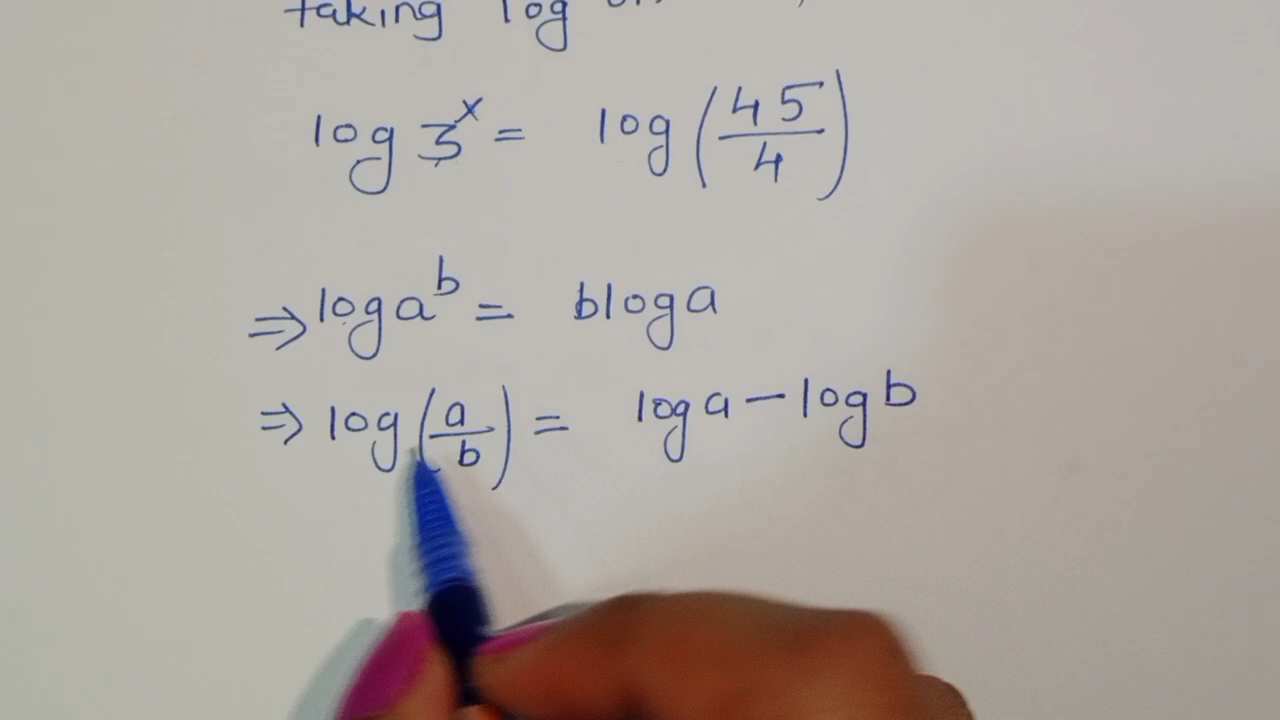 taking log
log 3^x = log(45/4)
⇒ log a^b = b log a
⇒ log(a/b) = log a − log b